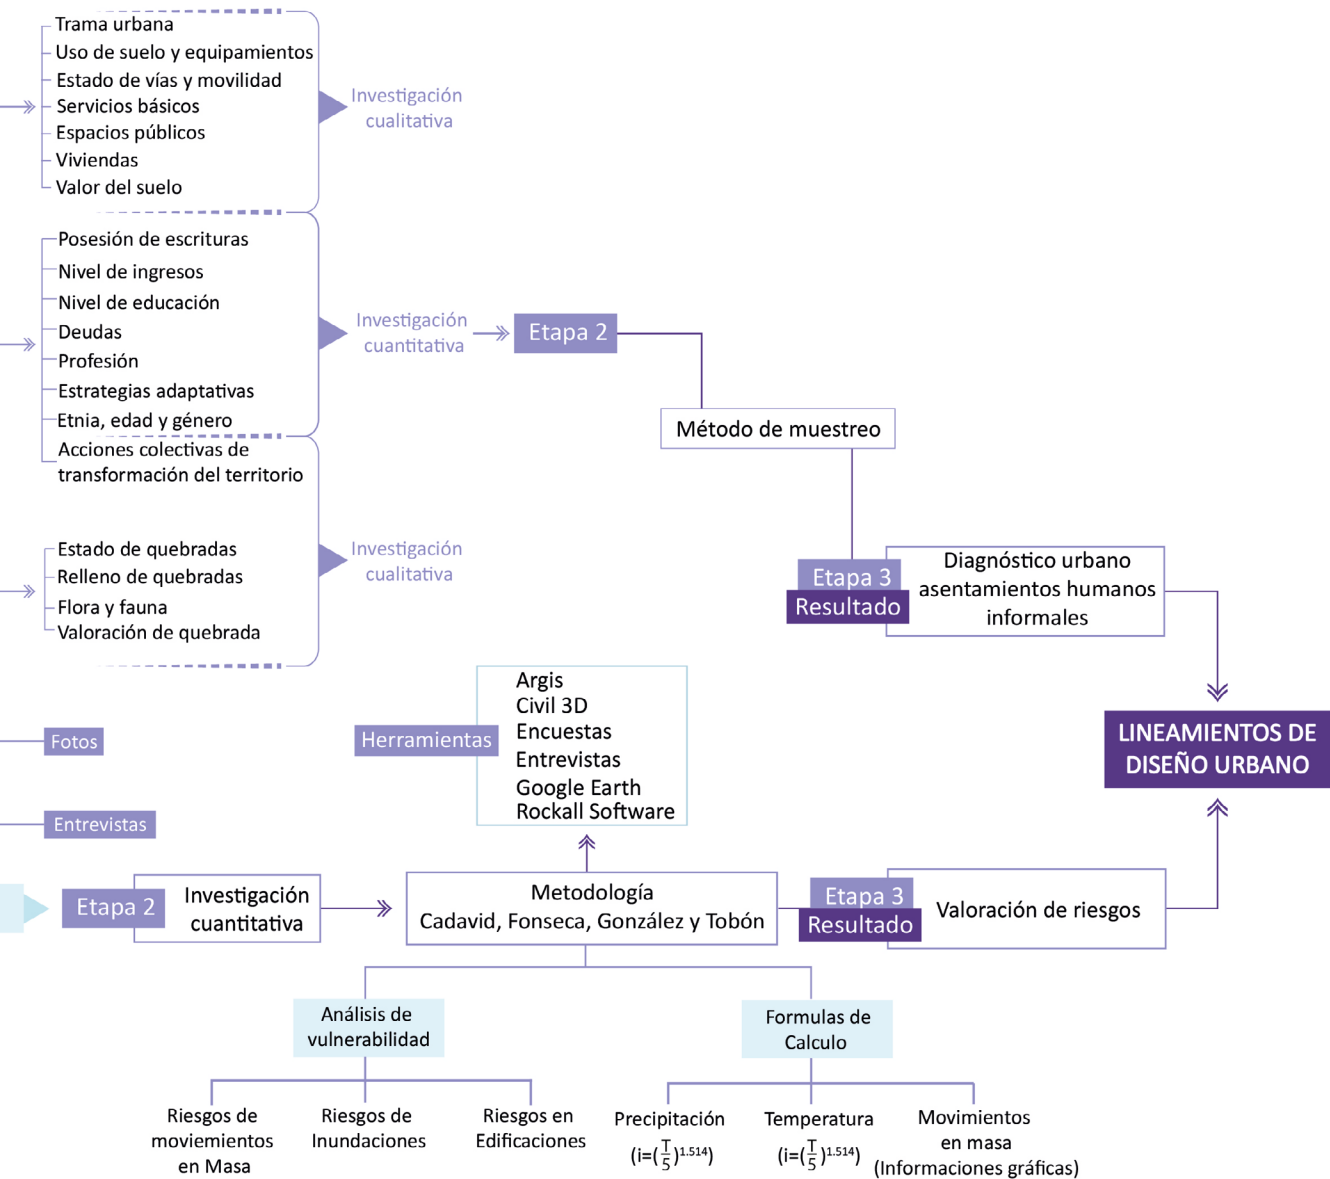 Trama urbana
Uso de suelo y equipamientos
Estado de vías y movilidad
Servicios básicos
Espacios públicos
Viviendas
Valor del suelo
Investigación
cualitativa
Posesión de escrituras
Nivel de ingresos
Nivel de educación
Deudas
Profesión
Estrategias adaptativas
Etnia, edad y género
Acciones colectivas de
transformación del territorio
Investigación
cuantitativa
Etapa 2
Método de muestreo
Estado de quebradas
Relleno de quebradas
Flora y fauna
Valoración de quebrada
Investigación
cualitativa
Etapa 3
Resultado
Diagnóstico urbano
asentamientos humanos
informales
Fotos
Entrevistas
Herramientas
Argis
Civil 3D
Encuestas
Entrevistas
Google Earth
Rockall Software
LINEAMIENTOS DE
DISEÑO URBANO
Etapa 2
Investigación
cuantitativa
Metodología
Cadavid, Fonseca, González y Tobón
Etapa 3
Resultado
Valoración de riesgos
Análisis de
vulnerabilidad
Formulas de
Calculo
Riesgos de
moviemientos
en Masa
Riesgos de
Inundaciones
Riesgos en
Edificaciones
Precipitación
(i=(T/5)^1.514)
Temperatura
(i=(T/5)^1.514)
Movimientos
en masa
(Informaciones gráficas)